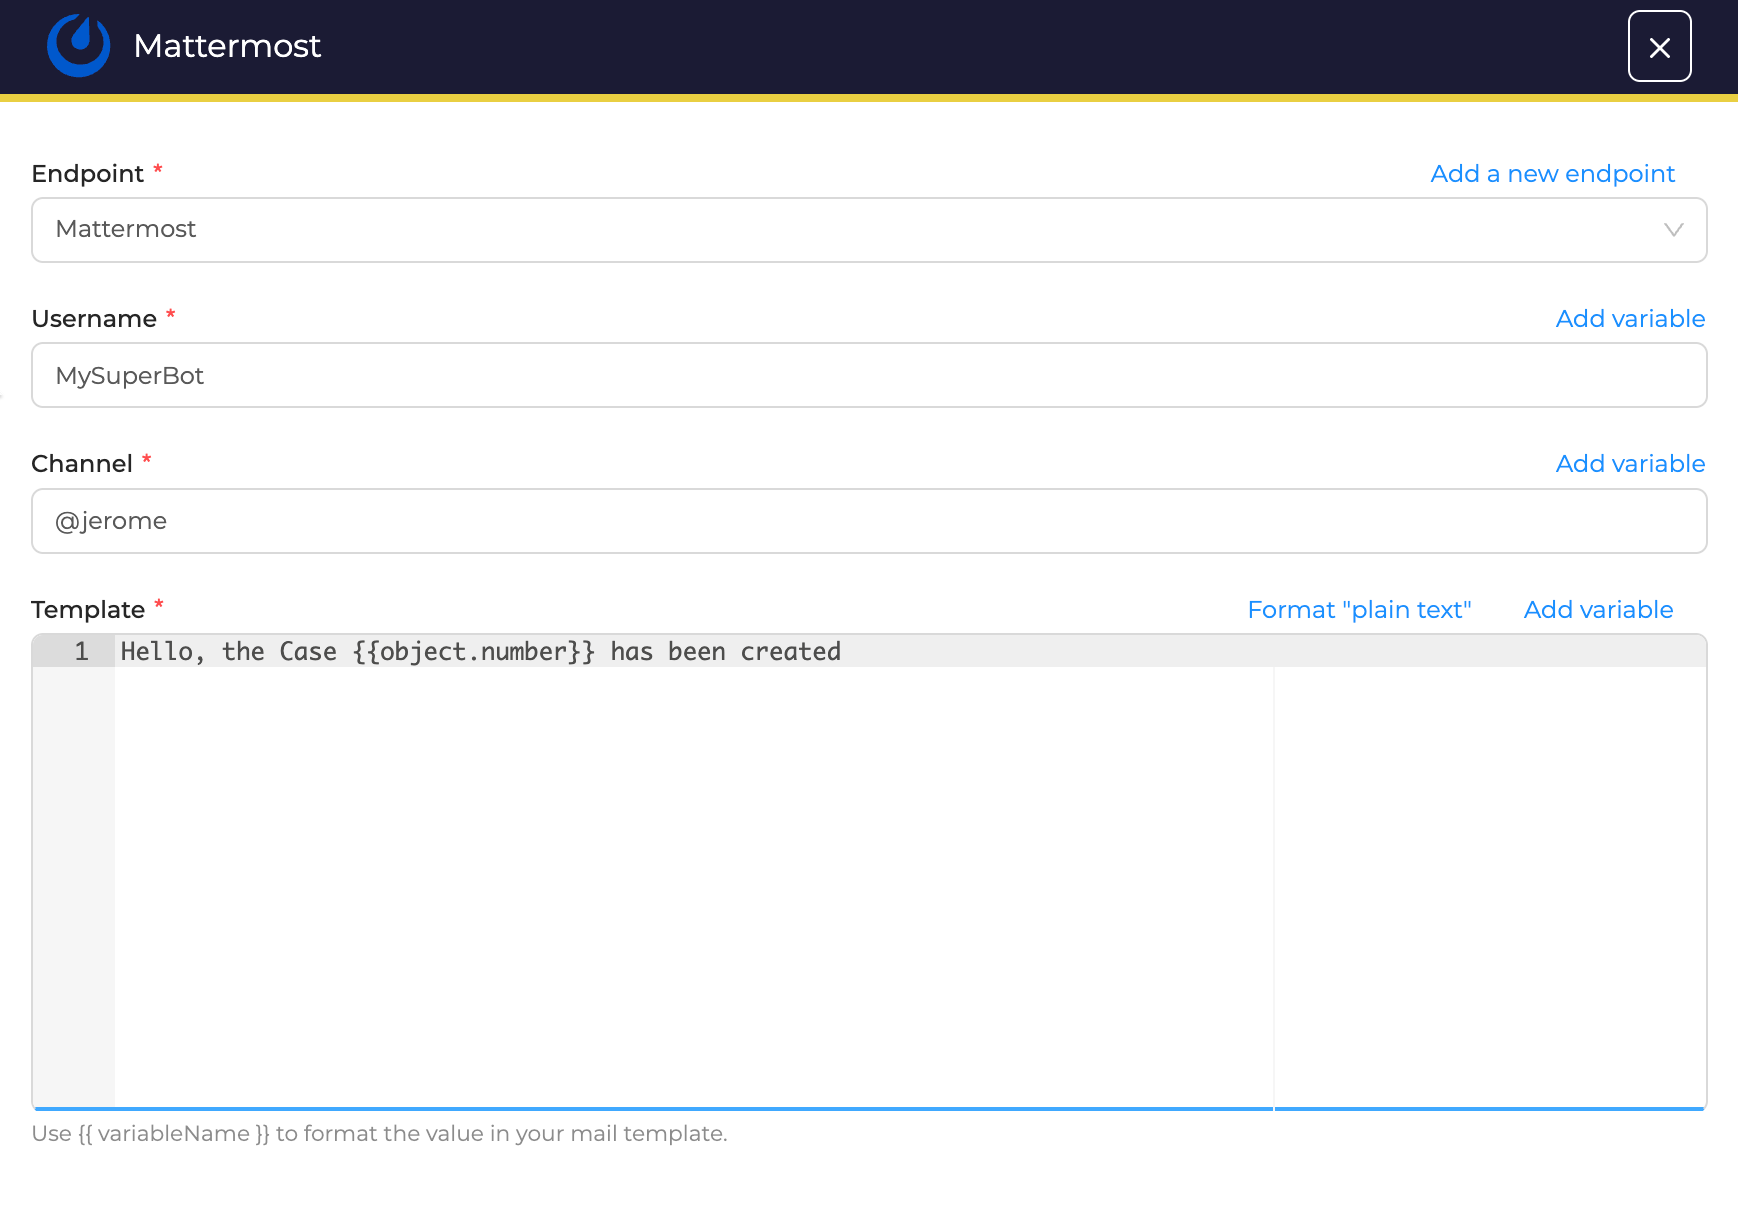 Mattermost
Endpoint * Add a new endpoint
Mattermost
Username * Add variable
MySuperBot
Channel * Add variable
@jerome
Template * Format "plain text" Add variable
1 Hello, the Case {{object.number}} has been created
Use {{ variableName }} to format the value in your mail template.